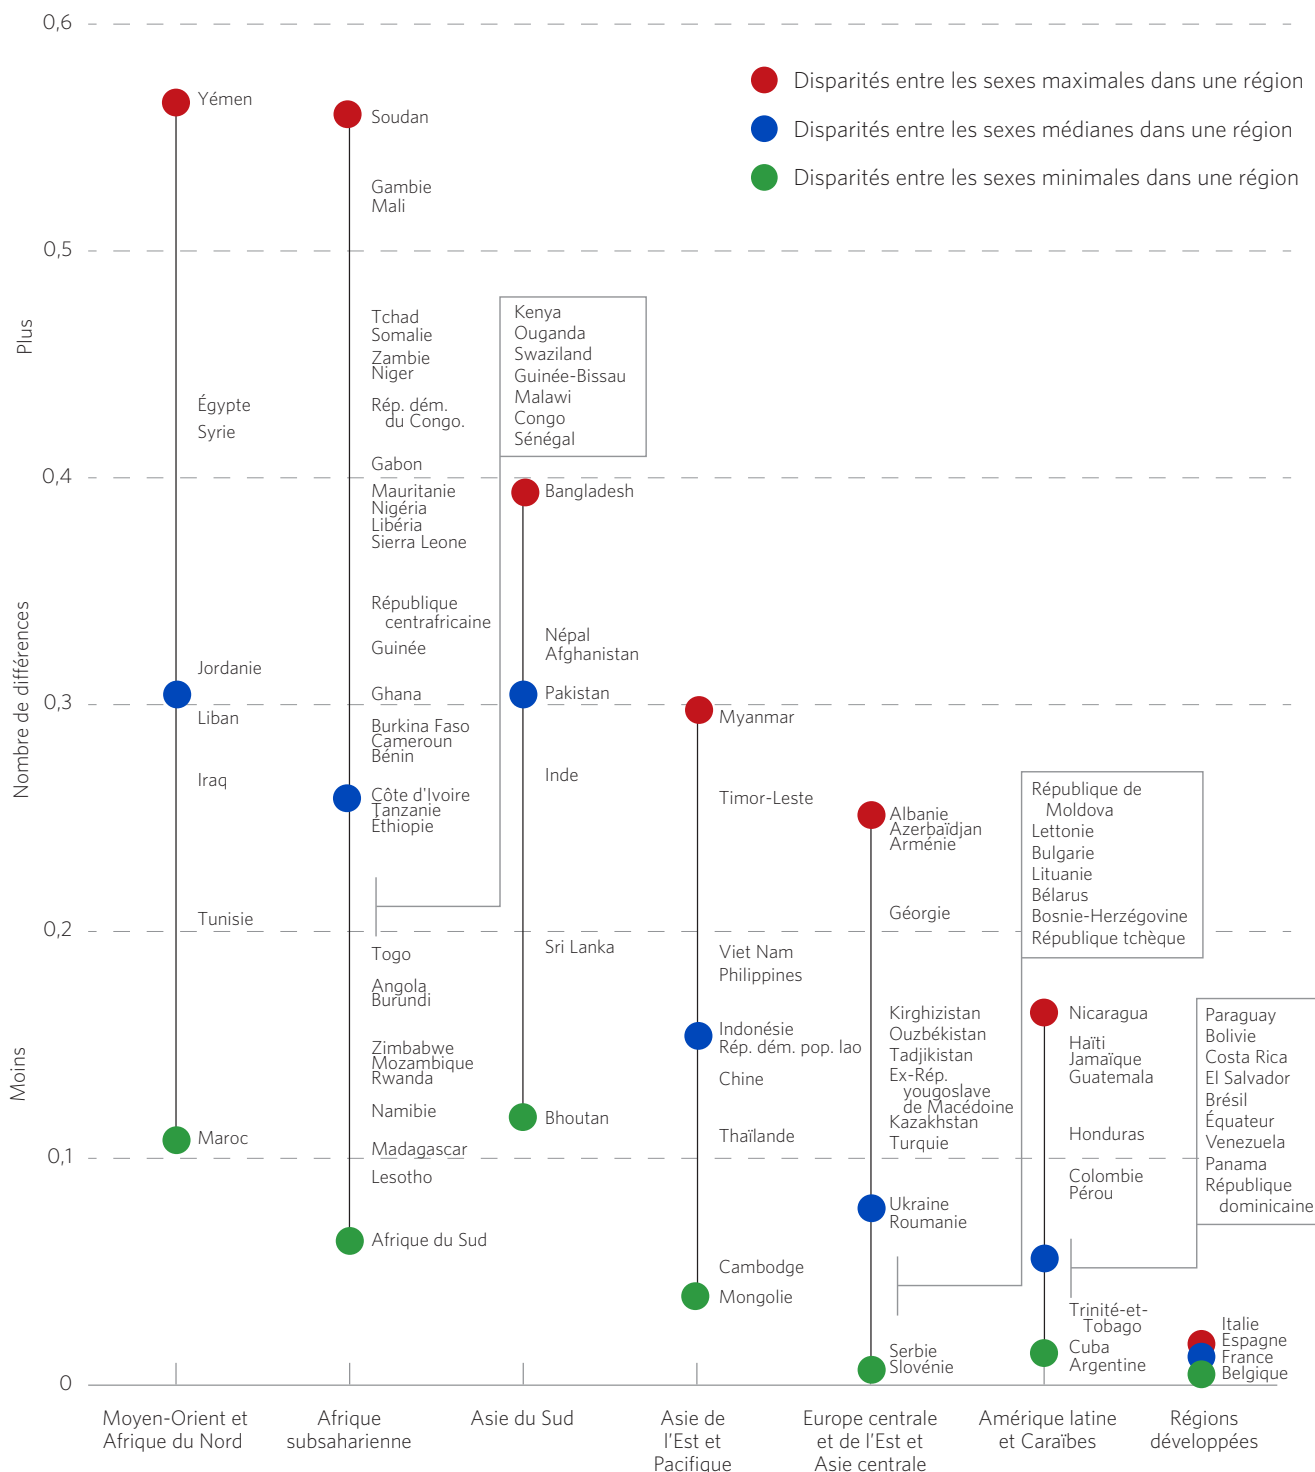 0,6
0,5
0,4
0,3
0,2
0,1
0
Plus
Nombre de différences
Moins
Disparités entre les sexes maximales dans une région
Disparités entre les sexes médianes dans une région
Disparités entre les sexes minimales dans une région
Yémen
Égypte
Syrie
Jordanie
Liban
Iraq
Tunisie
Maroc
Soudan
Gambie
Mali
Tchad
Somalie
Zambie
Niger
Rép. dém.
du Congo.
Gabon
Mauritanie
Nigéria
Libéria
Sierra Leone
République
centrafricaine
Guinée
Ghana
Burkina Faso
Cameroun
Bénin
Côte d'Ivoire
Tanzanie
Éthiopie
Kenya
Ouganda
Swaziland
Guinée-Bissau
Malawi
Congo
Sénégal
Togo
Angola
Burundi
Zimbabwe
Mozambique
Rwanda
Namibie
Madagascar
Lesotho
Afrique du Sud
Bangladesh
Népal
Afghanistan
Pakistan
Inde
Sri Lanka
Bhoutan
Myanmar
Timor-Leste
Viet Nam
Philippines
Indonésie
Rép. dém. pop. lao
Chine
Thaïlande
Cambodge
Mongolie
Albanie
Azerbaïdjan
Arménie
Géorgie
Kirghizistan
Ouzbékistan
Tadjikistan
Ex-Rép.
yougoslave
de Macédoine
Kazakhstan
Turquie
Ukraine
Roumanie
République de
Moldova
Lettonie
Bulgarie
Lituanie
Bélarus
Bosnie-Herzégovine
République tchèque
Serbie
Slovénie
Nicaragua
Haïti
Jamaïque
Guatemala
Honduras
Colombie
Pérou
Paraguay
Bolivie
Costa Rica
El Salvador
Brésil
Équateur
Venezuela
Panama
République
dominicaine
Trinité-et-
Tobago
Cuba
Argentine
Italie
Espagne
France
Belgique
Moyen-Orient et
Afrique du Nord
Afrique
subsaharienne
Asie du Sud
Asie de
l'Est et
Pacifique
Europe centrale
et de l'Est et
Asie centrale
Amérique latine
et Caraïbes
Régions
développées